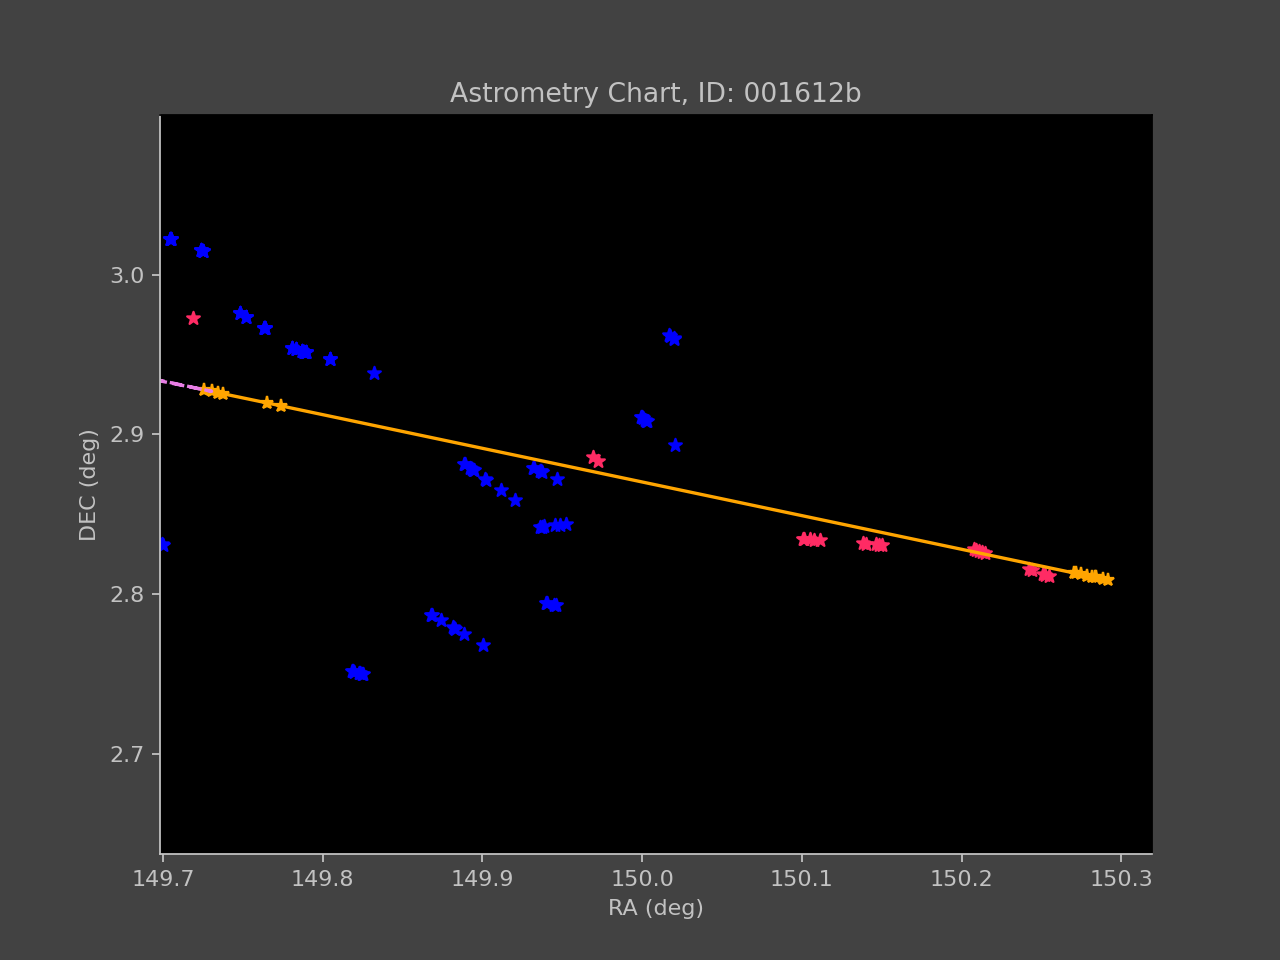 Astrometry Chart, ID: 001612b
3.0
2.9
2.8
2.7
DEC (deg)
149.7 149.8 149.9 150.0 150.1 150.2 150.3
RA (deg)